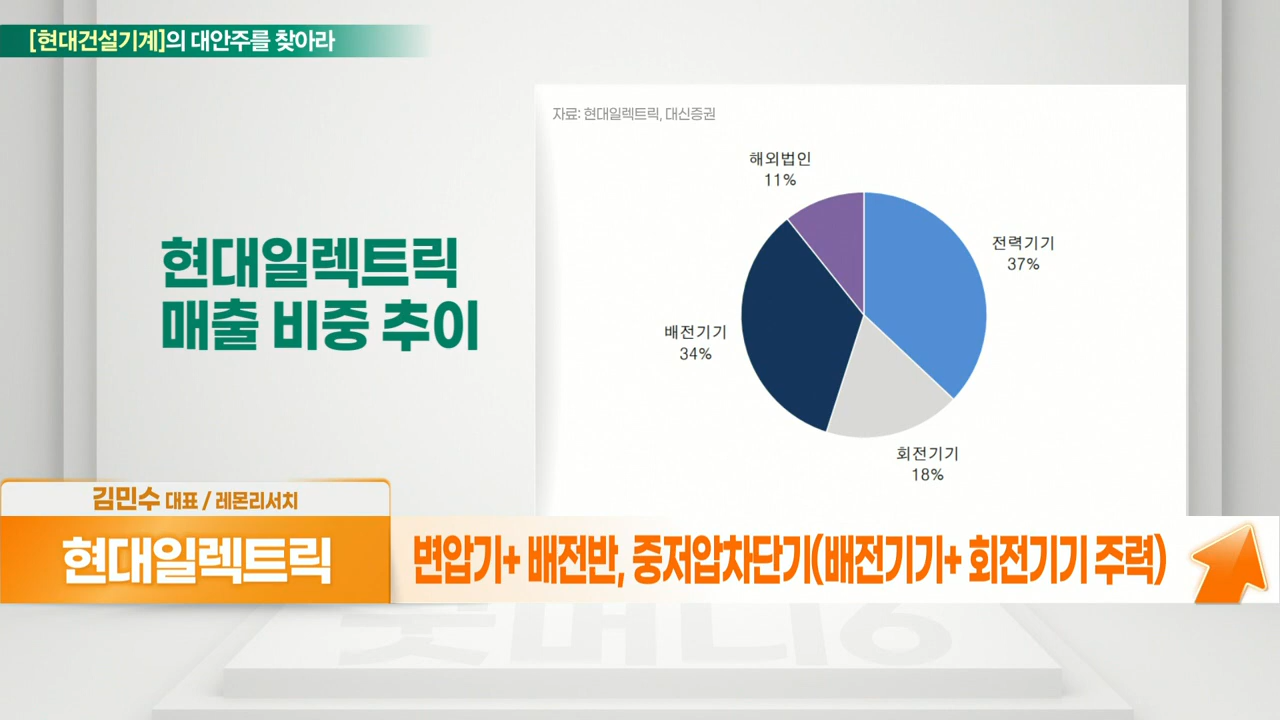 [현대건설기계]의 대안주를 찾아라
자료: 현대일렉트릭, 대신증권
현대일렉트릭
매출 비중 추이
해외법인
11%
전력기기
37%
배전기기
34%
회전기기
18%
김민수 대표 / 레몬리서치
현대일렉트릭
변압기+ 배전반, 중저압차단기(배전기기+ 회전기기 주력)